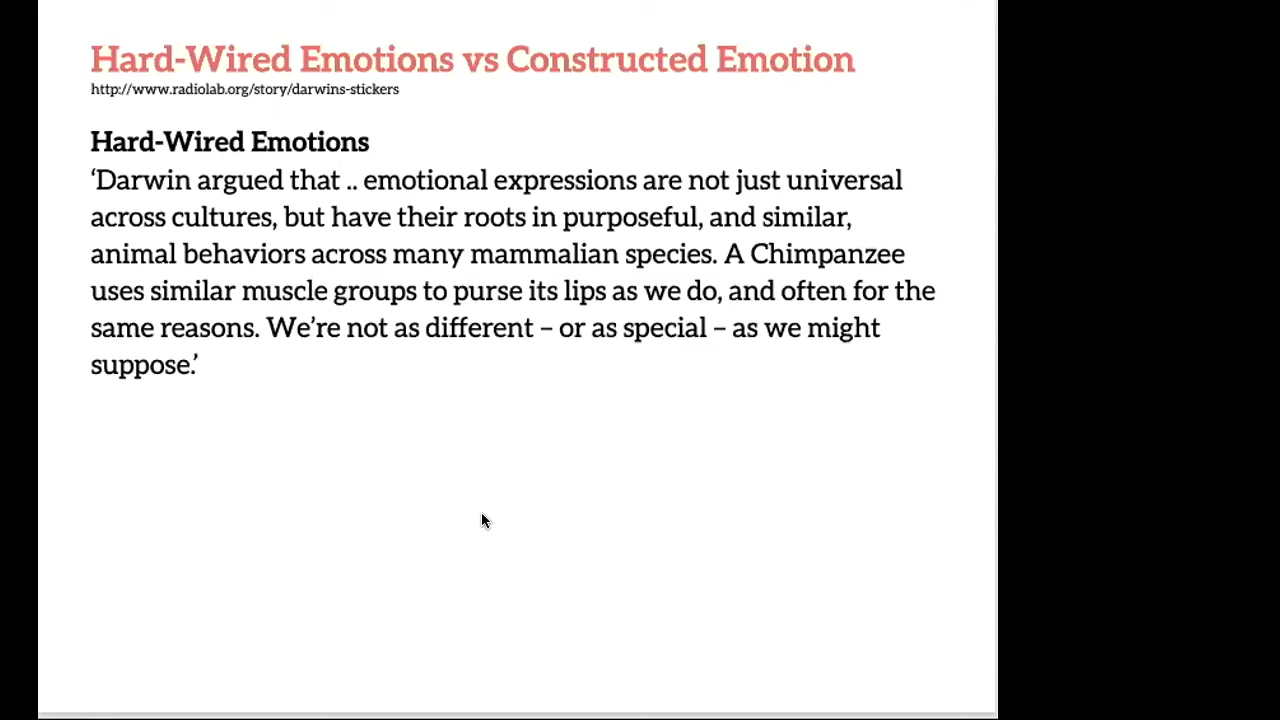 Hard-Wired Emotions vs Constructed Emotion
http://www.radiolab.org/story/darwins-stickers
Hard-Wired Emotions
‘Darwin argued that .. emotional expressions are not just universal
across cultures, but have their roots in purposeful, and similar,
animal behaviors across many mammalian species. A Chimpanzee
uses similar muscle groups to purse its lips as we do, and often for the
same reasons. We’re not as different – or as special – as we might
suppose.’